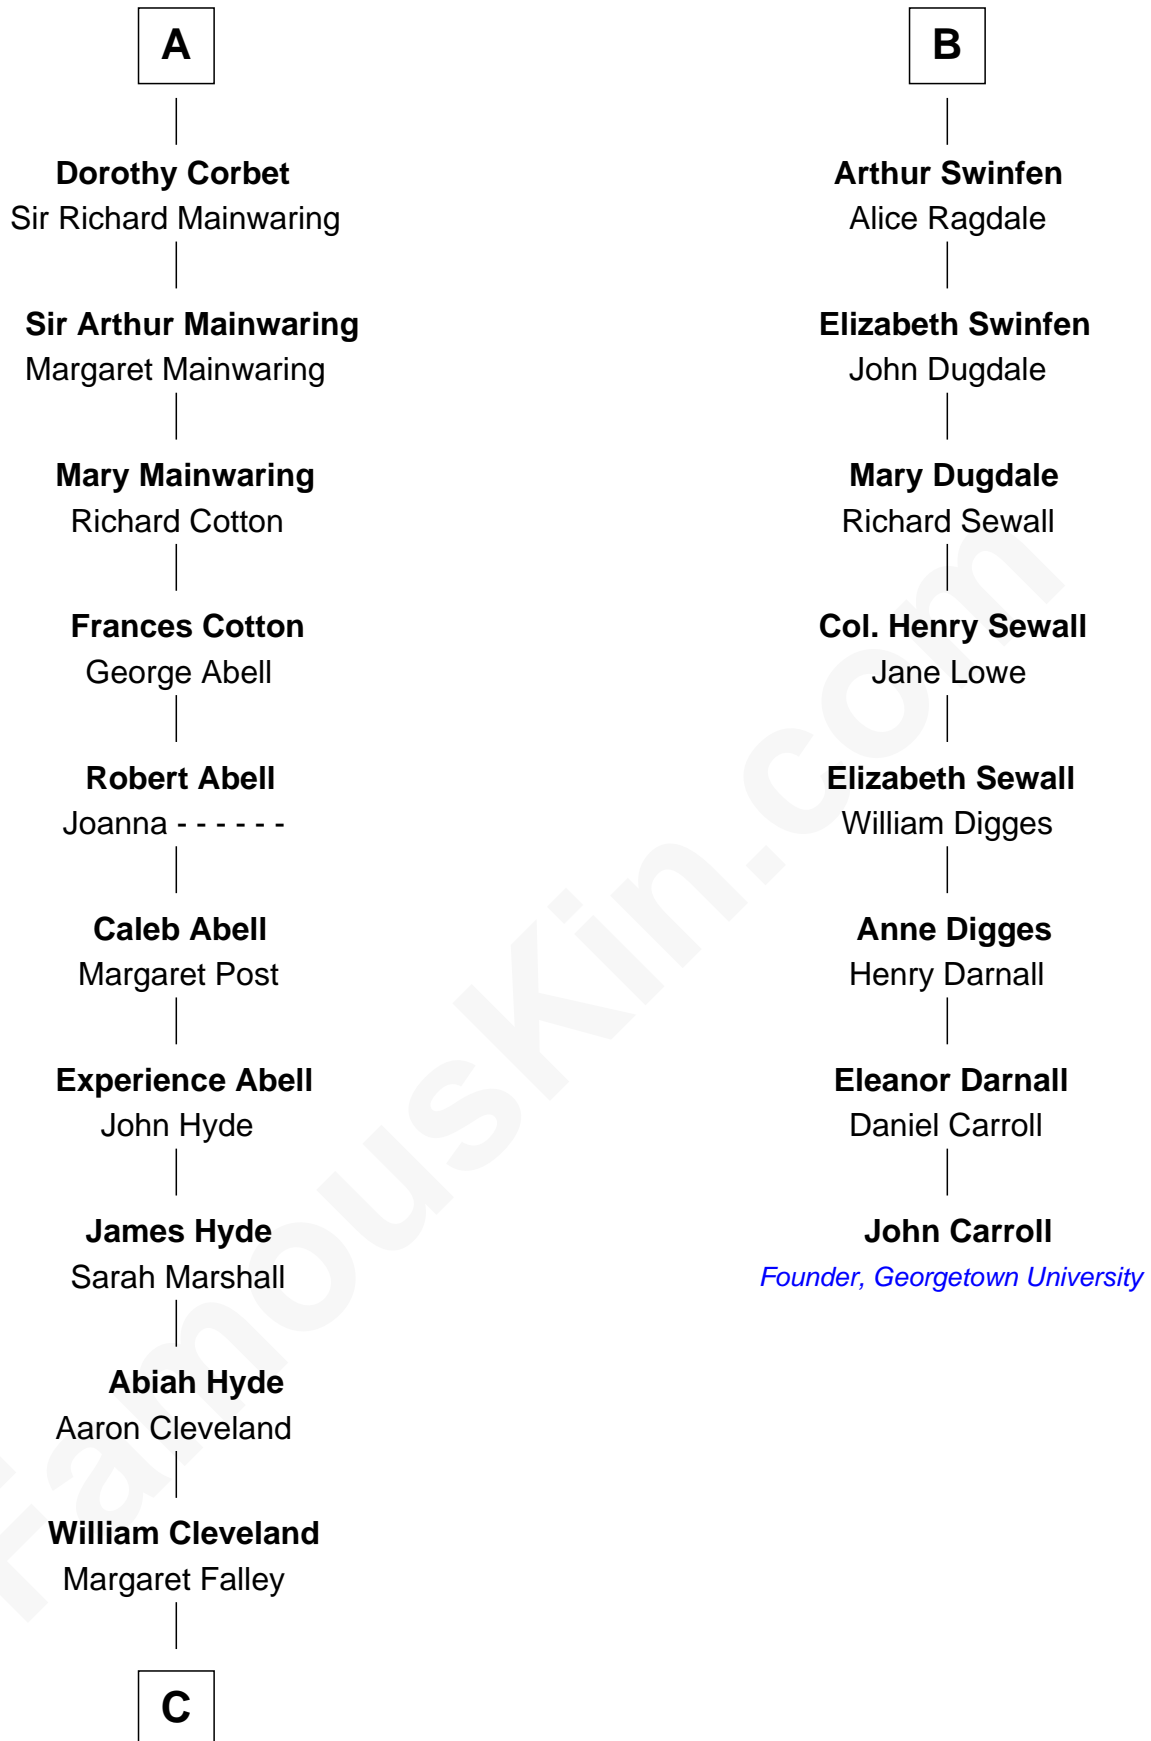 A
Dorothy Corbet
Sir Richard Mainwaring
Sir Arthur Mainwaring
Margaret Mainwaring
Mary Mainwaring
Richard Cotton
Frances Cotton
George Abell
Robert Abell
Joanna - - - - - -
Caleb Abell
Margaret Post
Experience Abell
John Hyde
James Hyde
Sarah Marshall
Abiah Hyde
Aaron Cleveland
William Cleveland
Margaret Falley
C
B
Arthur Swinfen
Alice Ragdale
Elizabeth Swinfen
John Dugdale
Mary Dugdale
Richard Sewall
Col. Henry Sewall
Jane Lowe
Elizabeth Sewall
William Digges
Anne Digges
Henry Darnall
Eleanor Darnall
Daniel Carroll
John Carroll
Founder, Georgetown University
FamousKin.com